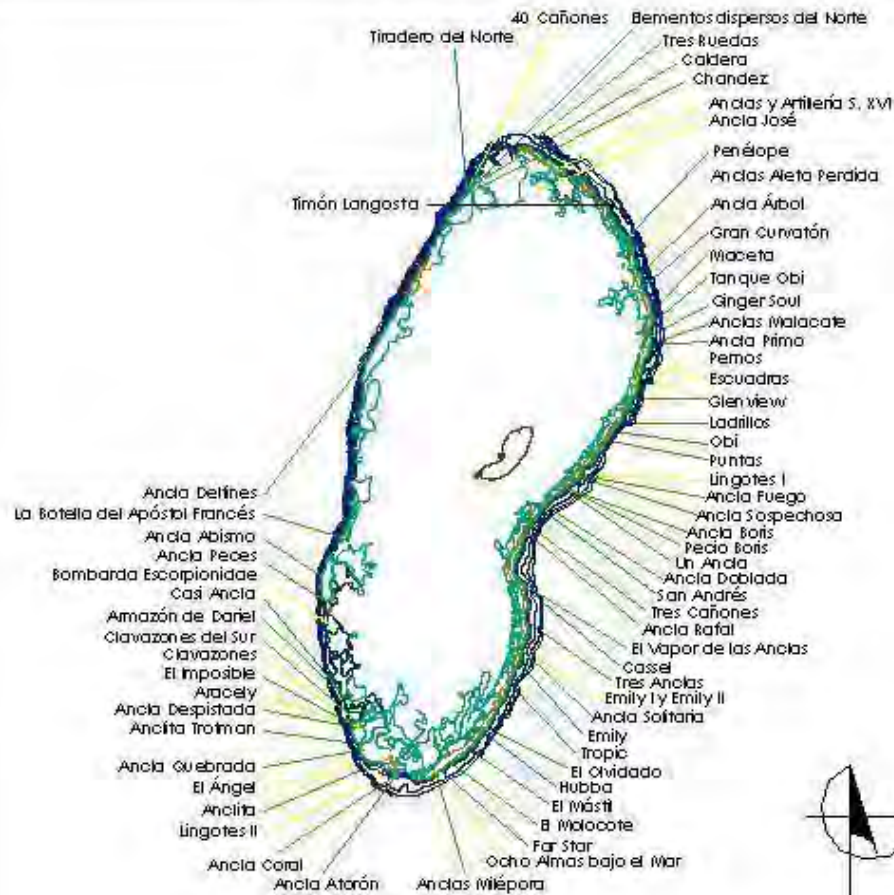 40 Cañones
Elementos dispersos del Norte
Tiradero del Norte
Tres Ruedas
Caldera
Chandez
Anclas y Artillería S. XVI
Ancla José
Penélope
Anclas Aleta Perdida
Timón Langosta
Ancla Árbol
Gran Curvatón
Maceta
Tanque Obi
Ginger Soul
Anclas Malacate
Ancla Primo
Pernos
Escuadras
Glenview
Ladrillos
Obi
Puntas
Lingotes I
Ancla Fuego
Ancla Sospechosa
Ancla Boris
Pecio Boris
Un Ancla
Ancla Doblada
San Andrés
Tres Cañones
Ancla Rafal
El Vapor de las Anclas
Cassel
Tres Anclas
Emily I y Emily II
Ancla Solitaria
Emily
Tropic
El Olvidado
Hubba
El Mástil
El Molocote
Far Star
Ocho Almas bajo el Mar
Anclas Milépora
Ancla Delfines
La Botella del Apóstol Francés
Ancla Abismo
Ancla Peces
Bombarda Escorpionidae
Casi Ancla
Armazón de Dariel
Clavazones del Sur
Clavazones
El Imposible
Aracely
Ancla Despistada
Anclita Trotman
Ancla Quebrada
El Ángel
Anclita
Lingotes II
Ancla Coral
Ancla Atorón